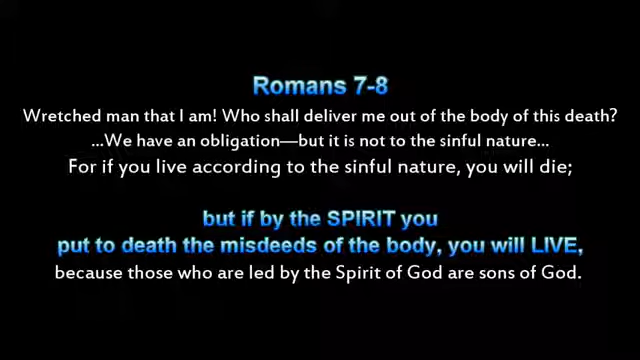 Romans 7-8
Wretched man that I am! Who shall deliver me out of the body of this death?
...We have an obligation—but it is not to the sinful nature...
For if you live according to the sinful nature, you will die;
but if by the SPIRIT you
put to death the misdeeds of the body, you will LIVE,
because those who are led by the Spirit of God are sons of God.